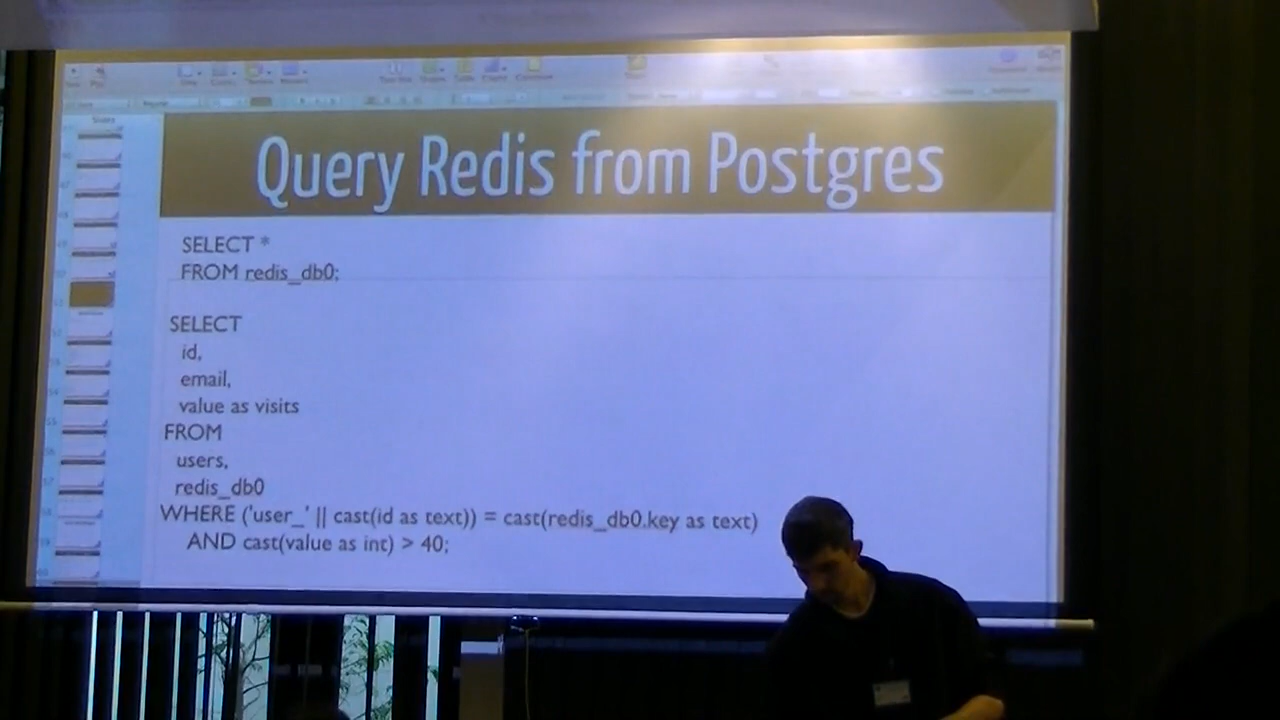 Query Redis from Postgres
SELECT *
FROM redis_db0;
SELECT
id,
email,
value as visits
FROM
users,
redis_db0
WHERE ('user_' || cast(id as text)) = cast(redis_db0.key as text)
AND cast(value as int) > 40;